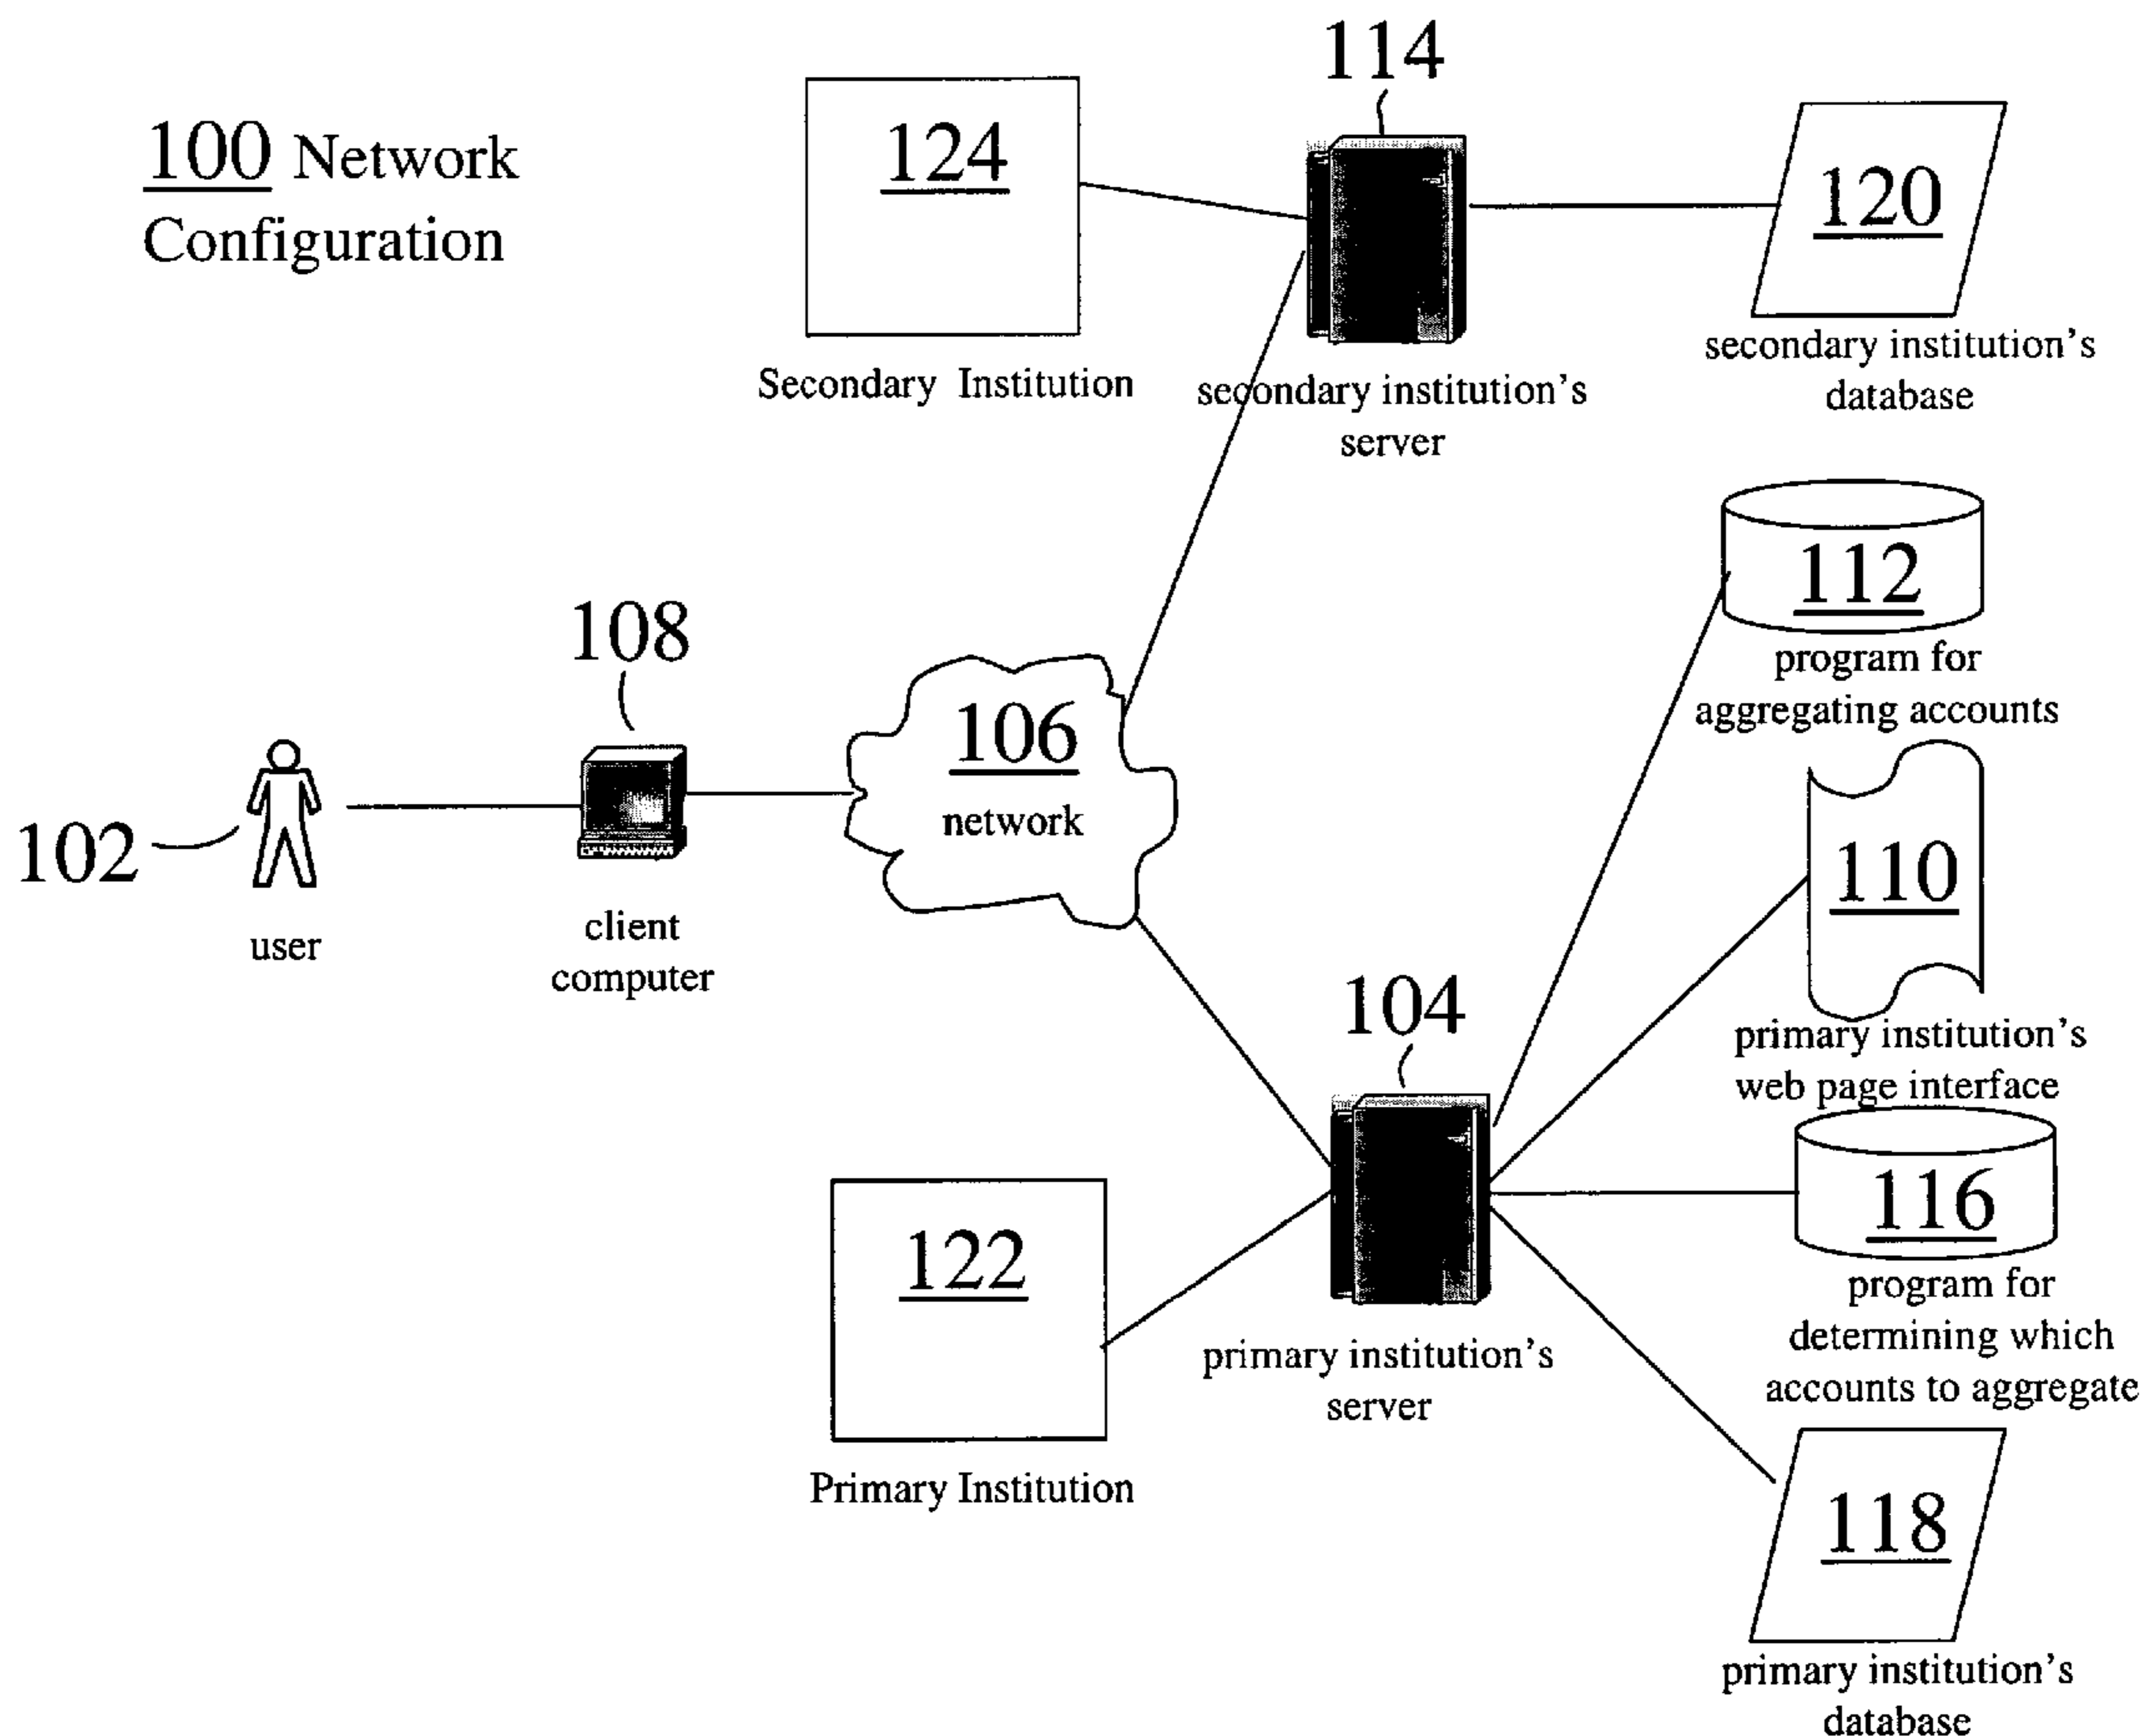 100 Network
Configuration
114
124
120
Secondary Institution
secondary institution's
server
secondary institution's
database
112
program for
aggregating accounts
108
106
network
102
user
client
computer
110
primary institution's
web page interface
104
122
Primary Institution
primary institution's
server
116
program for
determining which
accounts to aggregate
118
primary institution's
database